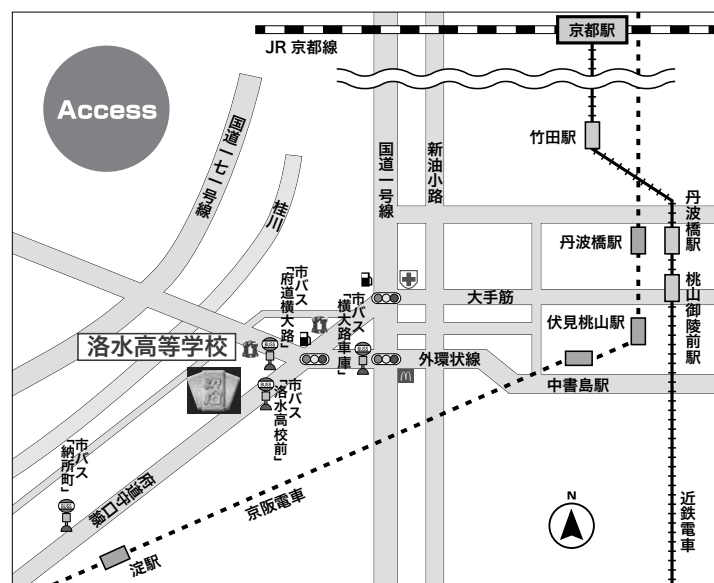 京都駅
JR 京都線
Access
竹田駅
国道一七一号線
国道一号線
新油小路
丹波橋駅
桂川
丹波橋駅
市バス
「府道横大路」
市バス
「横大路車庫」
大手筋
桃山御陵前駅
伏見桃山駅
洛水高等学校
外環状線
中書島駅
市バス
「洛水高校前」
市バス
「納所町」
府道守口線
京阪電車
N
近鉄電車
淀駅